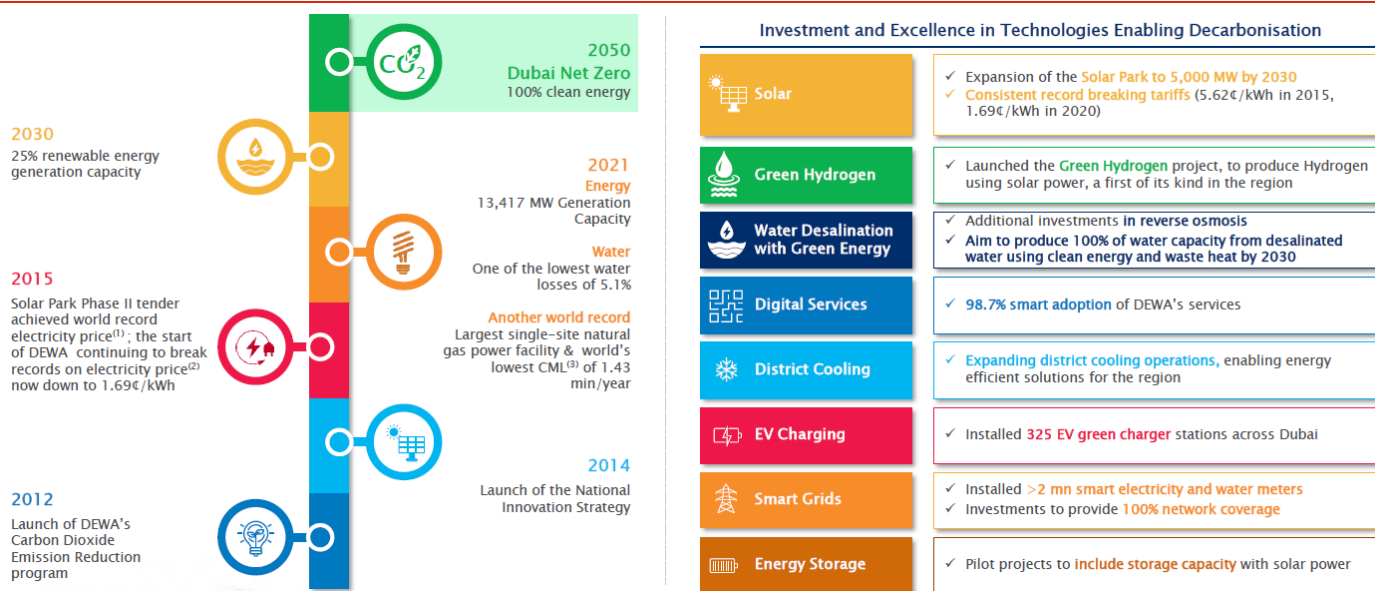 2050
Dubai Net Zero
100% clean energy
CO2
2030
25% renewable energy
generation capacity
2021
Energy
13,417 MW Generation
Capacity
Water
One of the lowest water
losses of 5.1%
Another world record
Largest single-site natural
gas power facility & world's
lowest CML(3) of 1.43
min/year
2015
Solar Park Phase II tender
achieved world record
electricity price(1) ; the start
of DEWA continuing to break
records on electricity price(2)
now down to 1.69¢/kWh
2014
Launch of the National
Innovation Strategy
2012
Launch of DEWA's
Carbon Dioxide
Emission Reduction
program
Investment and Excellence in Technologies Enabling Decarbonisation
Solar
✓ Expansion of the Solar Park to 5,000 MW by 2030
✓ Consistent record breaking tariffs (5.62¢/kWh in 2015,
1.69¢/kWh in 2020)
Green Hydrogen
✓ Launched the Green Hydrogen project, to produce Hydrogen
using solar power, a first of its kind in the region
Water Desalination
with Green Energy
✓ Additional investments in reverse osmosis
✓ Aim to produce 100% of water capacity from desalinated
water using clean energy and waste heat by 2030
Digital Services
✓ 98.7% smart adoption of DEWA's services
District Cooling
✓ Expanding district cooling operations, enabling energy
efficient solutions for the region
EV Charging
✓ Installed 325 EV green charger stations across Dubai
Smart Grids
✓ Installed >2 mn smart electricity and water meters
✓ Investments to provide 100% network coverage
Energy Storage
✓ Pilot projects to include storage capacity with solar power